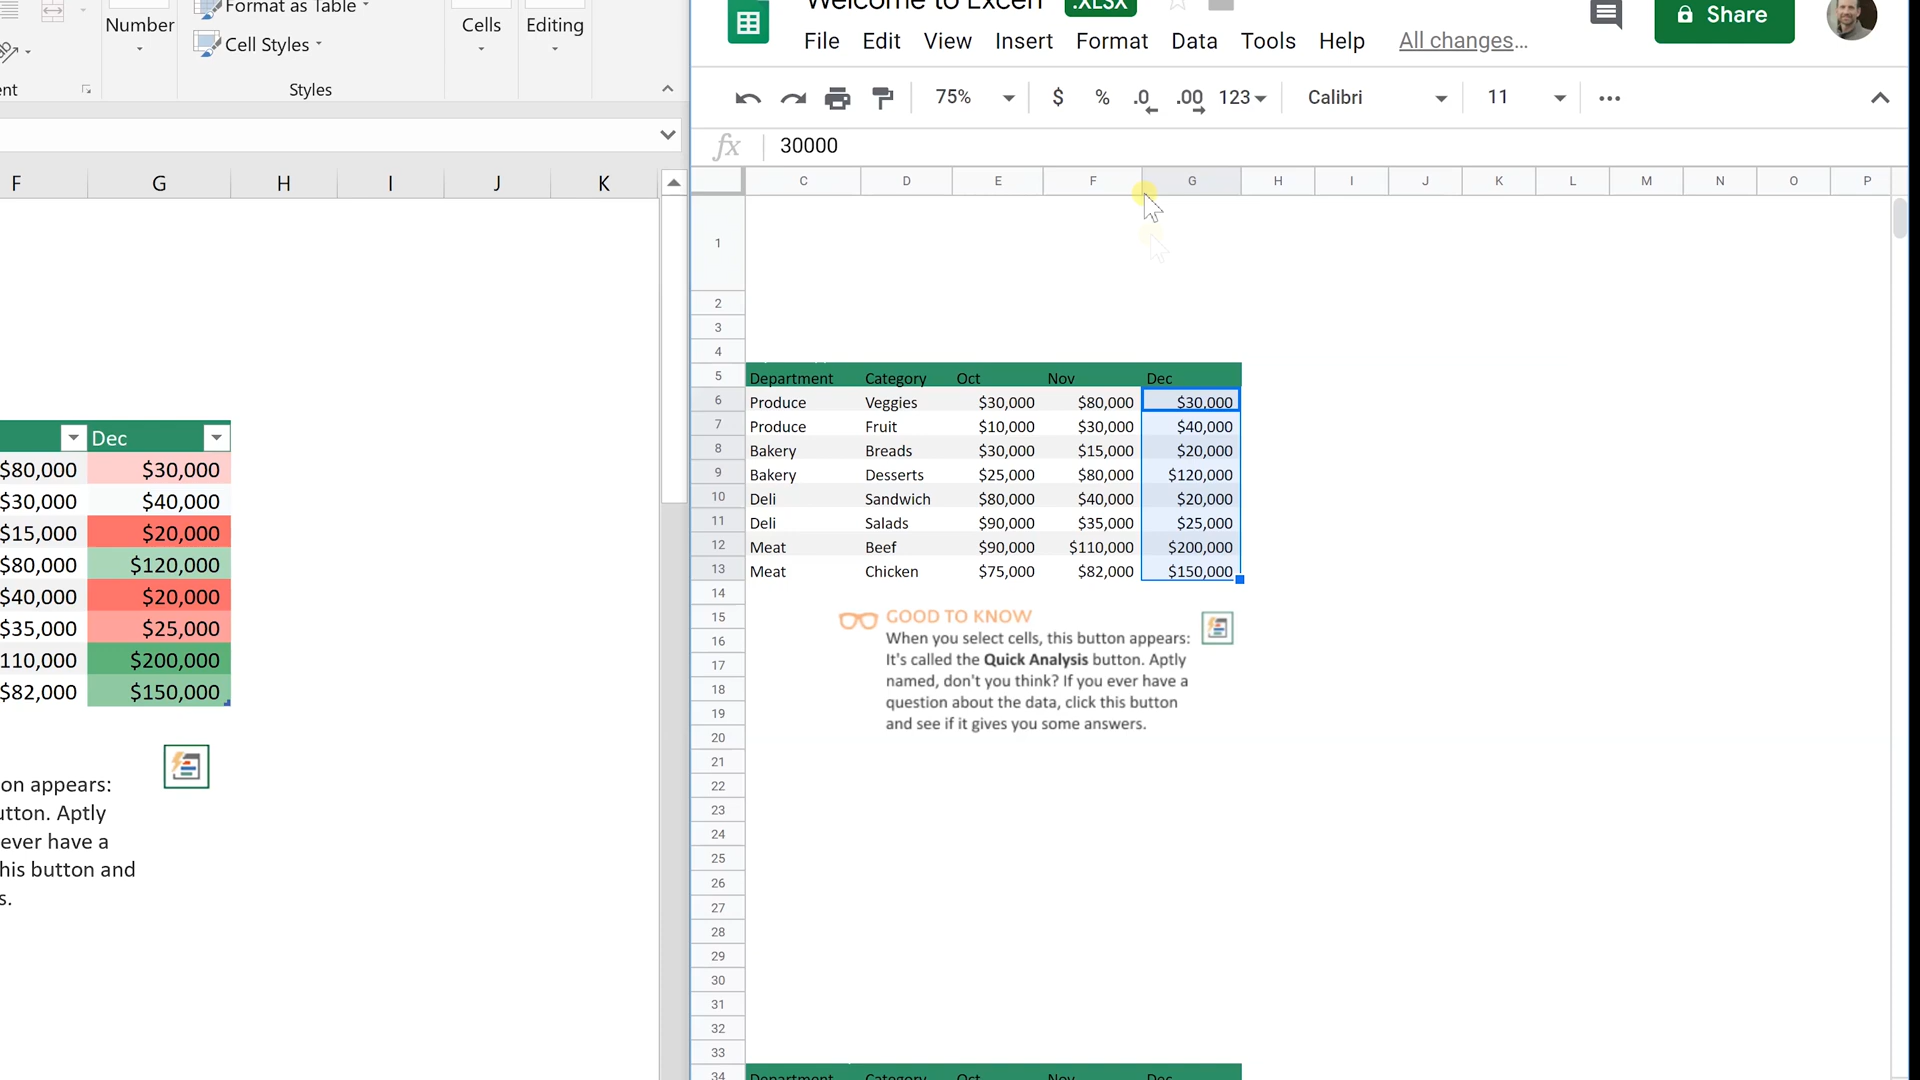 Format as Table
Number
Cells
Editing
Cell Styles
nt
Styles
F G H I J K
Dec
$80,000 $30,000
$30,000 $40,000
$15,000 $20,000
$80,000 $120,000
$40,000 $20,000
$35,000 $25,000
110,000 $200,000
$82,000 $150,000
on appears:
utton. Aptly
ever have a
his button and
s.
Welcome to Excel1 .XLSX
Share
File Edit View Insert Format Data Tools Help All changes...
75% $ % .0 .00 123 Calibri 11
fx 30000
C D E F G H I J K L M N O P
1
2
3
4
5 Department Category Oct Nov Dec
6 Produce Veggies $30,000 $80,000 $30,000
7 Produce Fruit $10,000 $30,000 $40,000
8 Bakery Breads $30,000 $15,000 $20,000
9 Bakery Desserts $25,000 $80,000 $120,000
10 Deli Sandwich $80,000 $40,000 $20,000
11 Deli Salads $90,000 $35,000 $25,000
12 Meat Beef $90,000 $110,000 $200,000
13 Meat Chicken $75,000 $82,000 $150,000
14
15 GOOD TO KNOW
16 When you select cells, this button appears:
17 It's called the Quick Analysis button. Aptly
18 named, don't you think? If you ever have a
19 question about the data, click this button
20 and see if it gives you some answers.
21
22
23
24
25
26
27
28
29
30
31
32
33
34 Department Category Oct Nov Dec